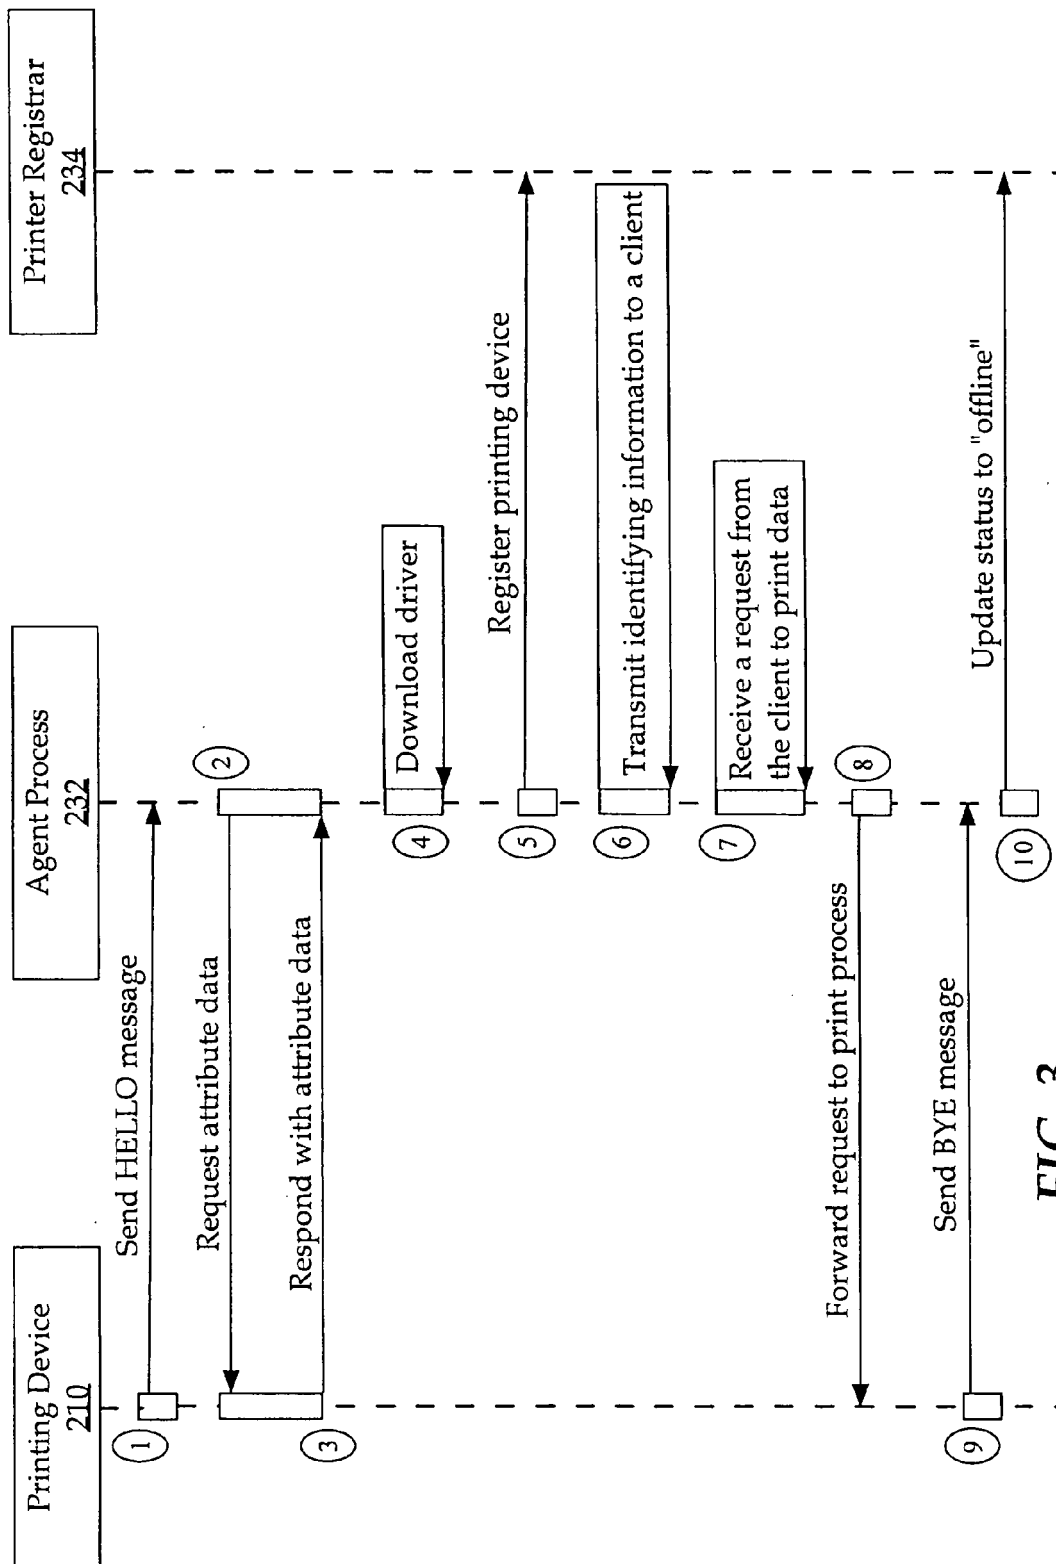 Printing Device
210
Agent Process
232
Printer Registrar
234
1
Send HELLO message
2
Request attribute data
3
Respond with attribute data
4
Download driver
5
Register printing device
6
Transmit identifying information to a client
7
Receive a request from
the client to print data
8
Forward request to print process
9
Send BYE message
10
Update status to "offline"
FIG. 3